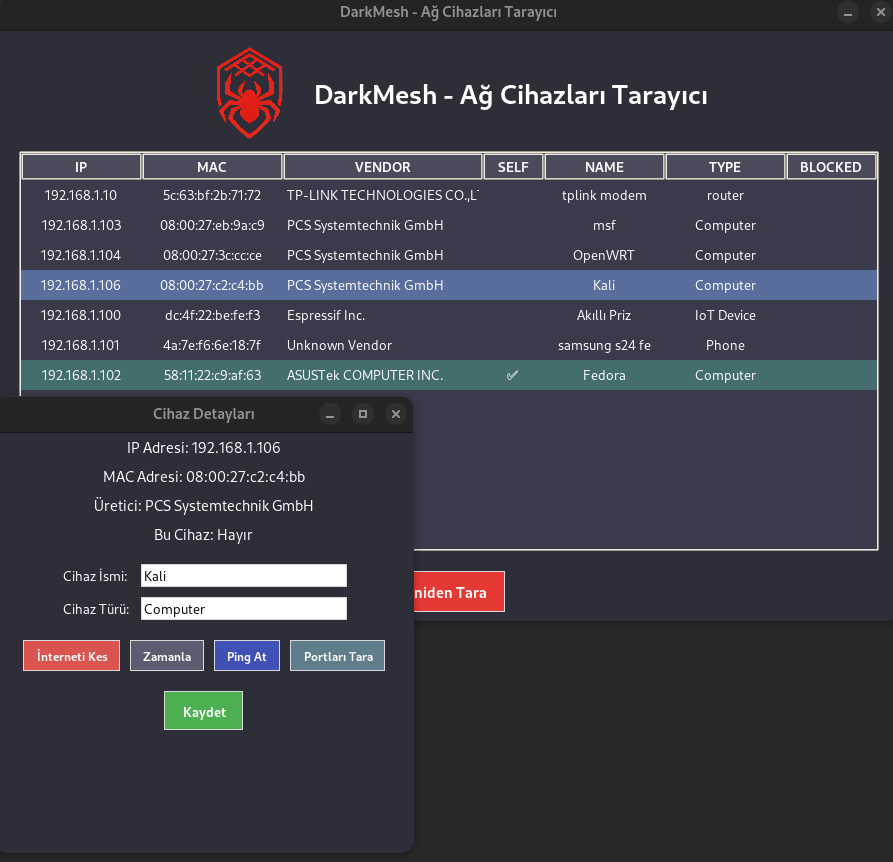 DarkMesh - Ağ Cihazları Tarayıcı
DarkMesh - Ağ Cihazları Tarayıcı
IP MAC VENDOR SELF NAME TYPE BLOCKED
192.168.1.10 5c:63:bf:2b:71:72 TP-LINK TECHNOLOGIES CO.,L tplink modem router
192.168.1.103 08:00:27:eb:9a:c9 PCS Systemtechnik GmbH msf Computer
192.168.1.104 08:00:27:3c:cc:ce PCS Systemtechnik GmbH OpenWRT Computer
192.168.1.106 08:00:27:c2:c4:bb PCS Systemtechnik GmbH Kali Computer
192.168.1.100 dc:4f:22:be:fe:f3 Espressif Inc. Akıllı Priz IoT Device
192.168.1.101 4a:7e:f6:6e:18:7f Unknown Vendor samsung s24 fe Phone
192.168.1.102 58:11:22:c9:af:63 ASUSTek COMPUTER INC. ✅ Fedora Computer
Cihaz Detayları
IP Adresi: 192.168.1.106
MAC Adresi: 08:00:27:c2:c4:bb
Üretici: PCS Systemtechnik GmbH
Bu Cihaz: Hayır
Cihaz İsmi: Kali
Cihaz Türü: Computer
İnterneti Kes Zamanla Ping At Portları Tara
Kaydet
niden Tara